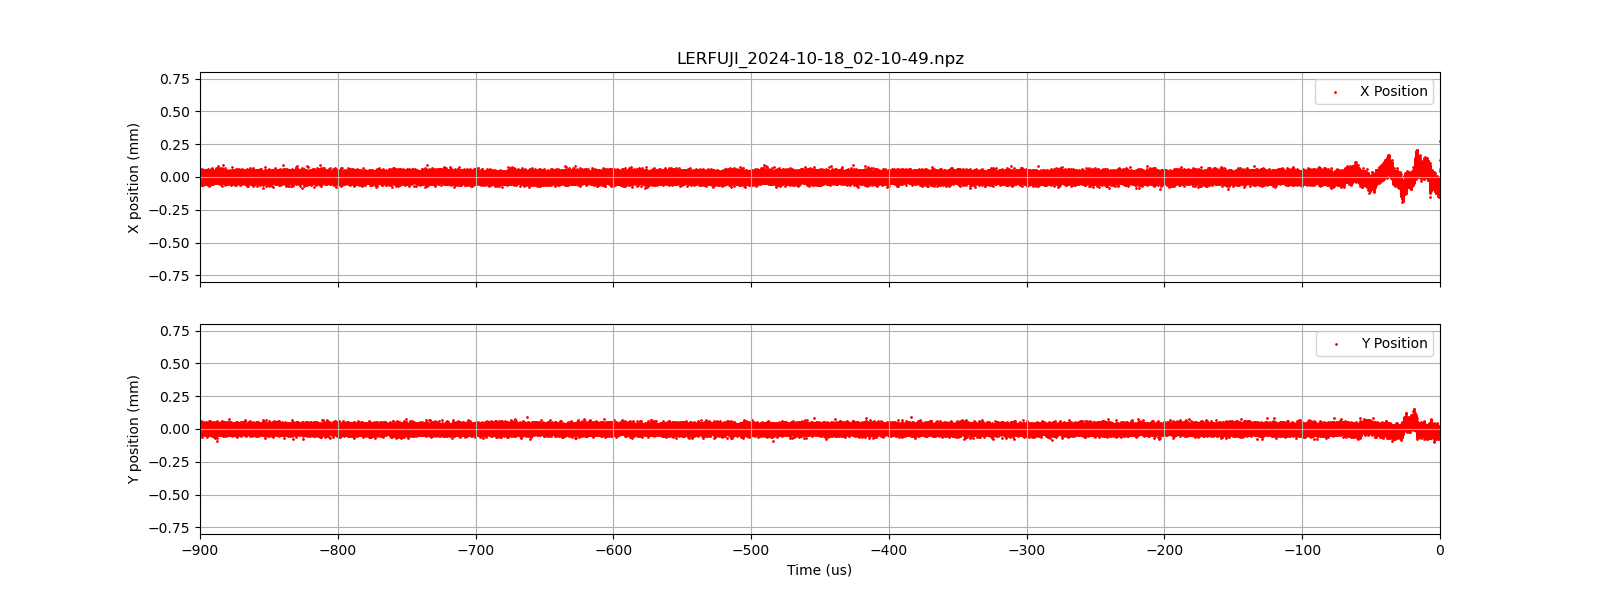 LERFUJI_2024-10-18_02-10-49.npz
0.75
0.50
0.25
0.00
−0.25
−0.50
−0.75
X position (mm)
X Position
0.75
0.50
0.25
0.00
−0.25
−0.50
−0.75
Y position (mm)
Y Position
−900 −800 −700 −600 −500 −400 −300 −200 −100 0
Time (us)